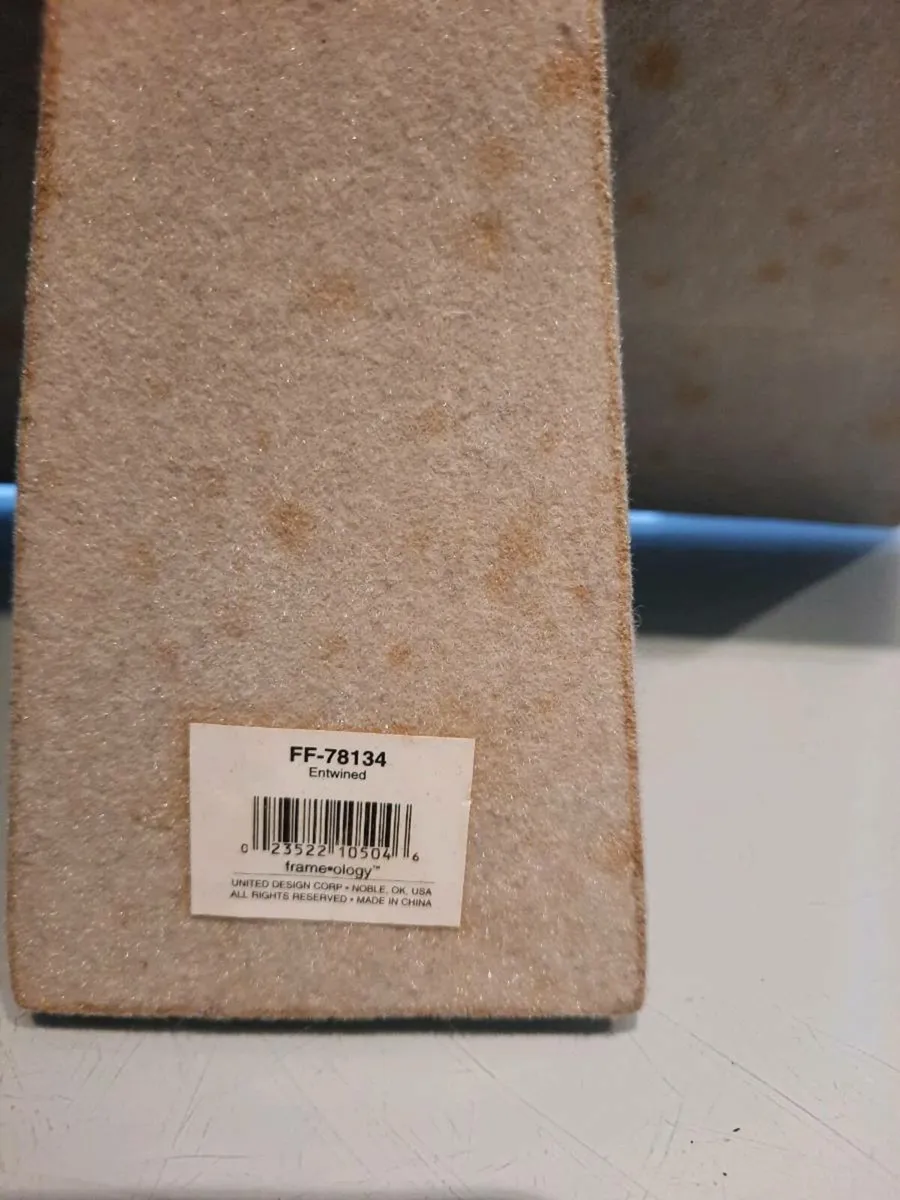 FF-78134
Entwined
0 23522 10504 6
frame•ology™
UNITED DESIGN CORP • NOBLE, OK, USA
ALL RIGHTS RESERVED • MADE IN CHINA